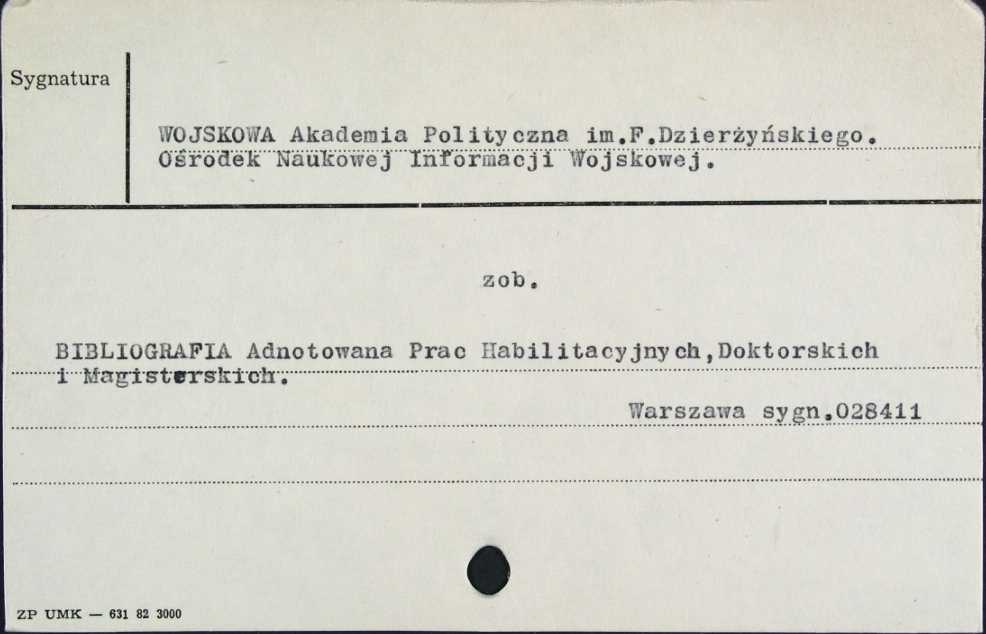 Sygnatura
WOJSKOWA Akademia Polityczna im.F.Dzierżyńskiego.
Ośrodek Naukowej Informacji Wojskowej.
zob.
BIBLIOGRAFIA Adnotowana Prac Habilitacyjnych,Doktorskich
i Magisterskich.
Warszawa sygn.028411
ZP UMK — 631 82 3000